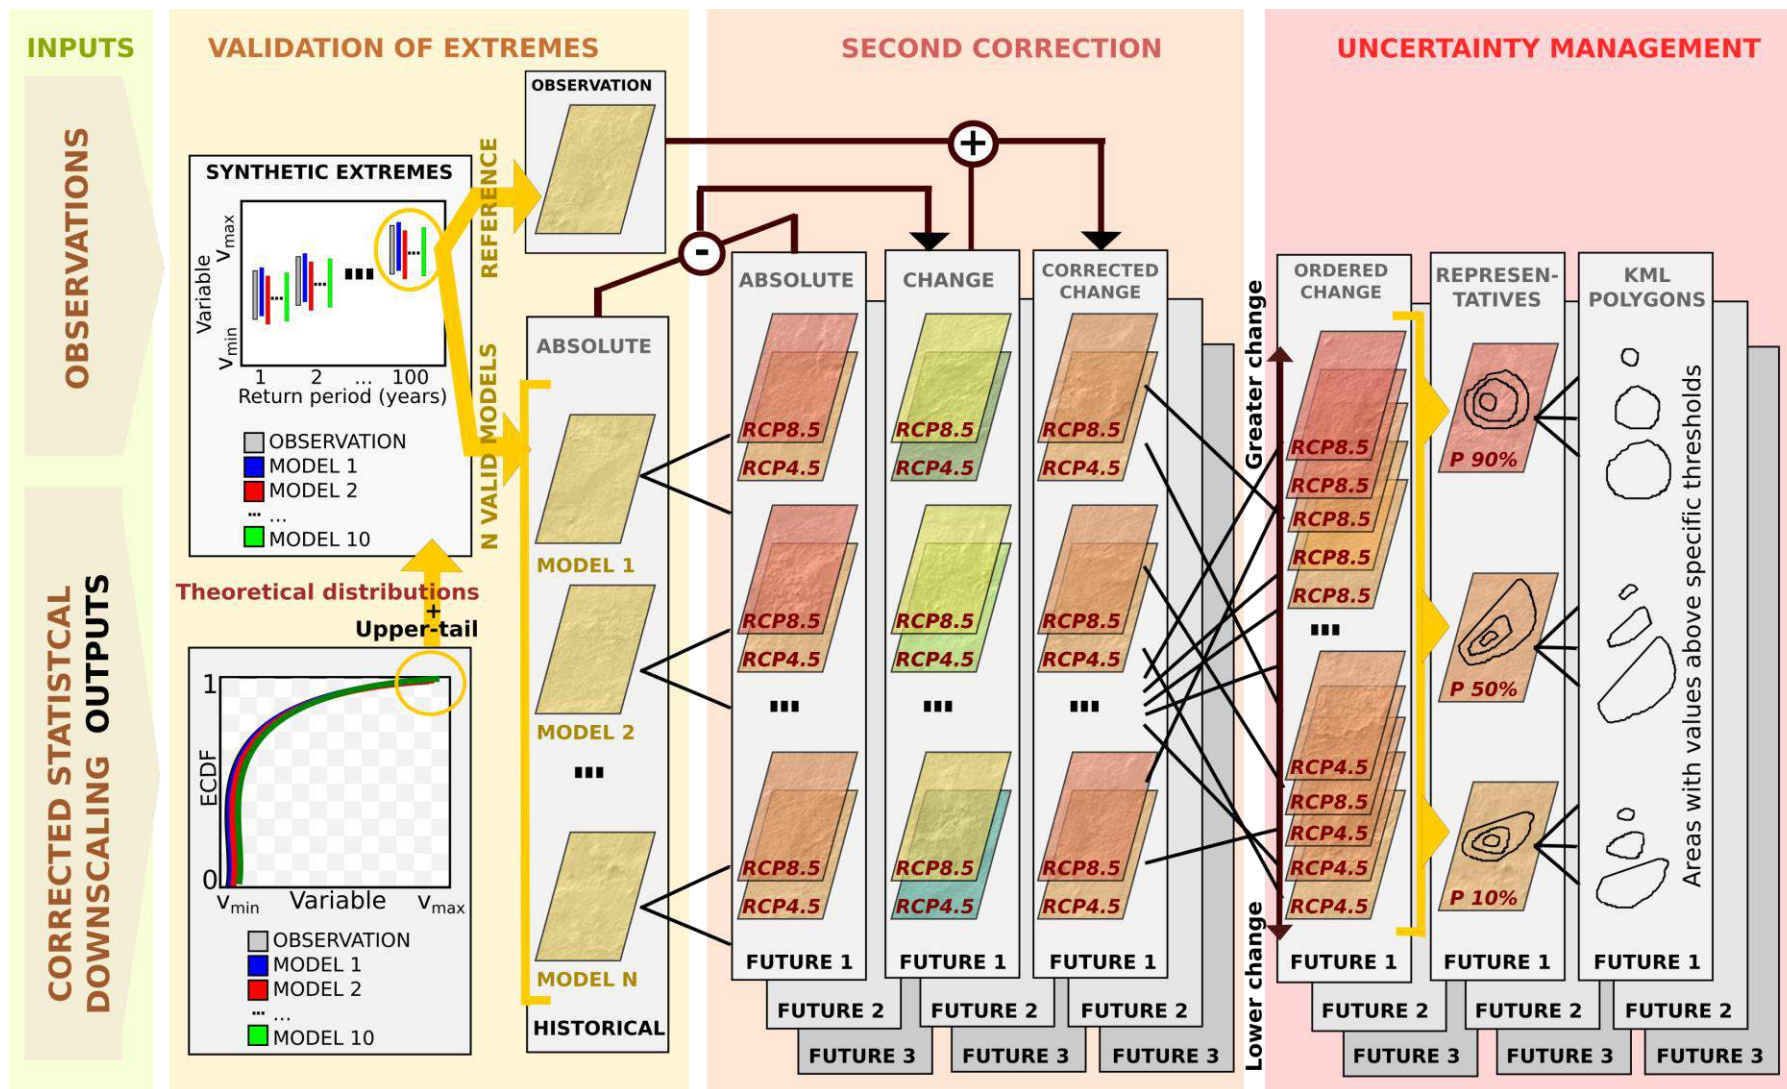 INPUTS
OBSERVATIONS
CORRECTED STATISTCAL
DOWNSCALING OUTPUTS
VALIDATION OF EXTREMES
SYNTHETIC EXTREMES
Variable
vmax
vmin
...
...
...
1 2 ... 100
Return period (years)
OBSERVATION
MODEL 1
MODEL 2
... ...
MODEL 10
Theoretical distributions
+
Upper-tail
1
ECDF
0
vmin Variable vmax
OBSERVATION
MODEL 1
MODEL 2
... ...
MODEL 10
REFERENCE
N VALID MODELS
OBSERVATION
ABSOLUTE
MODEL 1
MODEL 2
...
MODEL N
HISTORICAL
SECOND CORRECTION
-
+
ABSOLUTE
RCP8.5
RCP4.5
RCP8.5
RCP4.5
...
RCP8.5
RCP4.5
FUTURE 1
FUTURE 2
FUTURE 3
CHANGE
RCP8.5
RCP4.5
RCP8.5
RCP4.5
...
RCP8.5
RCP4.5
FUTURE 1
FUTURE 2
FUTURE 3
CORRECTED
CHANGE
RCP8.5
RCP4.5
RCP8.5
RCP4.5
...
RCP8.5
RCP4.5
FUTURE 1
FUTURE 2
FUTURE 3
UNCERTAINTY MANAGEMENT
Greater change
Lower change
ORDERED
CHANGE
RCP8.5
RCP8.5
RCP8.5
RCP8.5
RCP8.5
...
RCP4.5
RCP8.5
RCP4.5
RCP4.5
RCP4.5
FUTURE 1
FUTURE 2
FUTURE 3
REPRESEN-
TATIVES
P 90%
P 50%
P 10%
FUTURE 1
FUTURE 2
FUTURE 3
KML
POLYGONS
Areas with values above specific thresholds
FUTURE 1
FUTURE 2
FUTURE 3